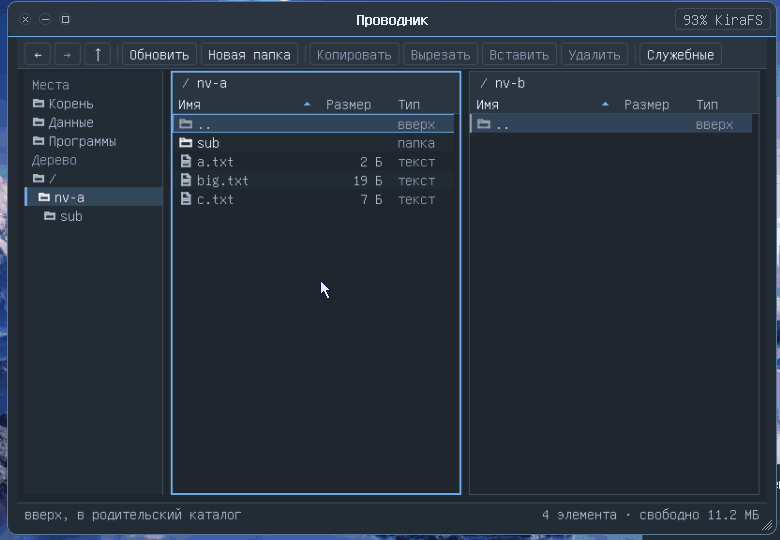 Проводник
93% KiraFS
← → ↑ Обновить Новая папка Копировать Вырезать Вставить Удалить Служебные
Места
Корень
Данные
Программы
Дерево
/
nv-a
sub
/ nv-a
Имя Размер Тип
.. вверх
sub папка
a.txt 2 Б текст
big.txt 19 Б текст
c.txt 7 Б текст
/ nv-b
Имя Размер Тип
.. вверх
вверх, в родительский каталог
4 элемента · свободно 11.2 МБ